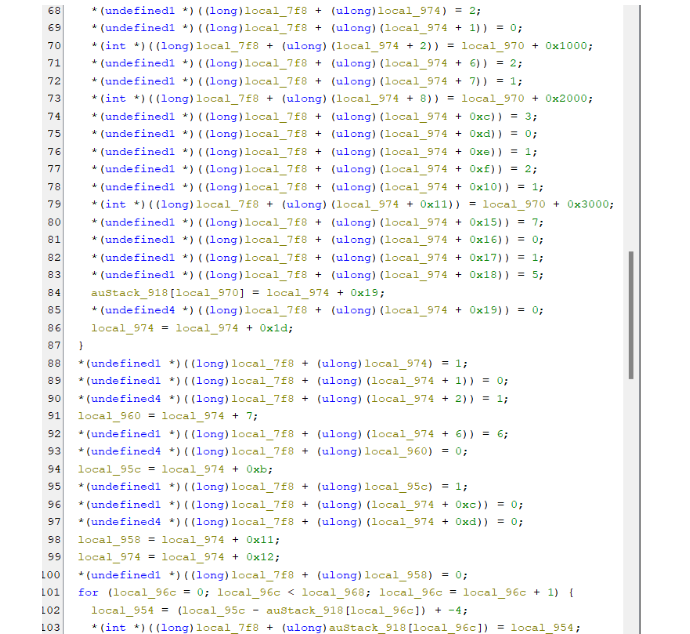 68 *(undefined1 *)((long)local_7f8 + (ulong)local_974) = 2;
69 *(undefined1 *)((long)local_7f8 + (ulong)(local_974 + 1)) = 0;
70 *(int *)((long)local_7f8 + (ulong)(local_974 + 2)) = local_970 + 0x1000;
71 *(undefined1 *)((long)local_7f8 + (ulong)(local_974 + 6)) = 2;
72 *(undefined1 *)((long)local_7f8 + (ulong)(local_974 + 7)) = 1;
73 *(int *)((long)local_7f8 + (ulong)(local_974 + 8)) = local_970 + 0x2000;
74 *(undefined1 *)((long)local_7f8 + (ulong)(local_974 + 0xc)) = 3;
75 *(undefined1 *)((long)local_7f8 + (ulong)(local_974 + 0xd)) = 0;
76 *(undefined1 *)((long)local_7f8 + (ulong)(local_974 + 0xe)) = 1;
77 *(undefined1 *)((long)local_7f8 + (ulong)(local_974 + 0xf)) = 2;
78 *(undefined1 *)((long)local_7f8 + (ulong)(local_974 + 0x10)) = 1;
79 *(int *)((long)local_7f8 + (ulong)(local_974 + 0x11)) = local_970 + 0x3000;
80 *(undefined1 *)((long)local_7f8 + (ulong)(local_974 + 0x15)) = 7;
81 *(undefined1 *)((long)local_7f8 + (ulong)(local_974 + 0x16)) = 0;
82 *(undefined1 *)((long)local_7f8 + (ulong)(local_974 + 0x17)) = 1;
83 *(undefined1 *)((long)local_7f8 + (ulong)(local_974 + 0x18)) = 5;
84 auStack_918[local_970] = local_974 + 0x19;
85 *(undefined4 *)((long)local_7f8 + (ulong)(local_974 + 0x19)) = 0;
86 local_974 = local_974 + 0x1d;
87 }
88 *(undefined1 *)((long)local_7f8 + (ulong)local_974) = 1;
89 *(undefined1 *)((long)local_7f8 + (ulong)(local_974 + 1)) = 0;
90 *(undefined4 *)((long)local_7f8 + (ulong)(local_974 + 2)) = 1;
91 local_960 = local_974 + 7;
92 *(undefined1 *)((long)local_7f8 + (ulong)(local_974 + 6)) = 6;
93 *(undefined4 *)((long)local_7f8 + (ulong)local_960) = 0;
94 local_95c = local_974 + 0xb;
95 *(undefined1 *)((long)local_7f8 + (ulong)local_95c) = 1;
96 *(undefined1 *)((long)local_7f8 + (ulong)(local_974 + 0xc)) = 0;
97 *(undefined4 *)((long)local_7f8 + (ulong)(local_974 + 0xd)) = 0;
98 local_958 = local_974 + 0x11;
99 local_974 = local_974 + 0x12;
100 *(undefined1 *)((long)local_7f8 + (ulong)local_958) = 0;
101 for (local_96c = 0; local_96c < local_968; local_96c = local_96c + 1) {
102 local_954 = (local_95c - auStack_918[local_96c]) + -4;
103 *(int *)((long)local_7f8 + (ulong)auStack_918[local_96c]) = local_954;